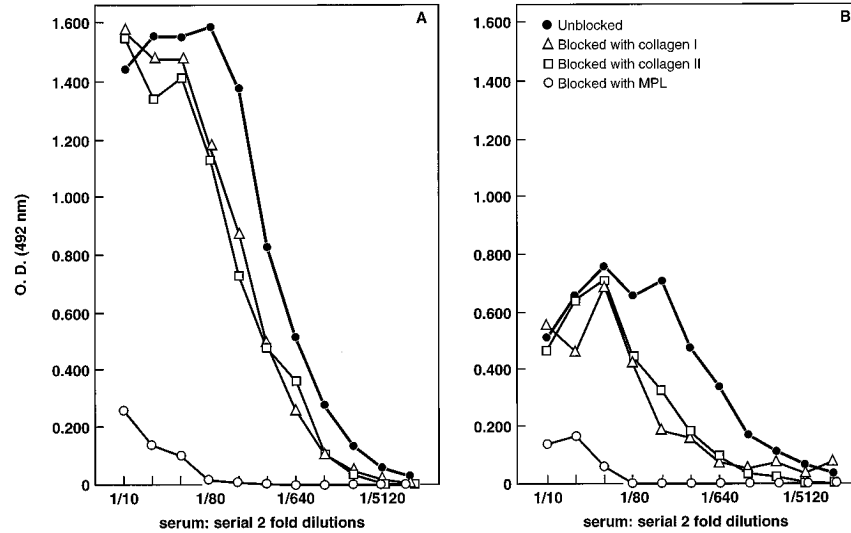 A
1.600
1.400
1.200
1.000
0.800
0.600
0.400
0.200
0
O. D. (492 nm)
1/10
1/80
1/640
1/5120
serum: serial 2 fold dilutions
B
1.600
1.400
1.200
1.000
0.800
0.600
0.400
0.200
0
Unblocked
Blocked with collagen I
Blocked with collagen II
Blocked with MPL
1/10
1/80
1/640
1/5120
serum: serial 2 fold dilutions